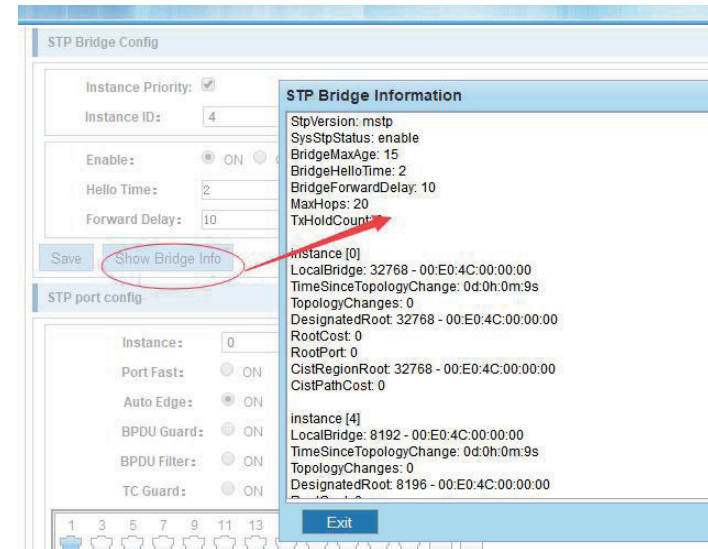 STP Bridge Config
Instance Priority:
Instance ID: 4
Enable: ON
Hello Time: 2
Forward Delay: 10
Save Show Bridge Info
STP port config
Instance: 0
Port Fast: ON
Auto Edge: ON
BPDU Guard: ON
BPDU Filter: ON
TC Guard: ON
1 3 5 7 9 11 13
STP Bridge Information
StpVersion: mstp
SysStpStatus: enable
BridgeMaxAge: 15
BridgeHelloTime: 2
BridgeForwardDelay: 10
MaxHops: 20
TxHoldCount:
instance [0]
LocalBridge: 32768 - 00:E0:4C:00:00:00
TimeSinceTopologyChange: 0d:0h:0m:9s
TopologyChanges: 0
DesignatedRoot: 32768 - 00:E0:4C:00:00:00
RootCost: 0
RootPort: 0
CistRegionRoot: 32768 - 00:E0:4C:00:00:00
CistPathCost: 0
instance [4]
LocalBridge: 8192 - 00:E0:4C:00:00:00
TimeSinceTopologyChange: 0d:0h:0m:9s
TopologyChanges: 0
DesignatedRoot: 8196 - 00:E0:4C:00:00:00
Exit